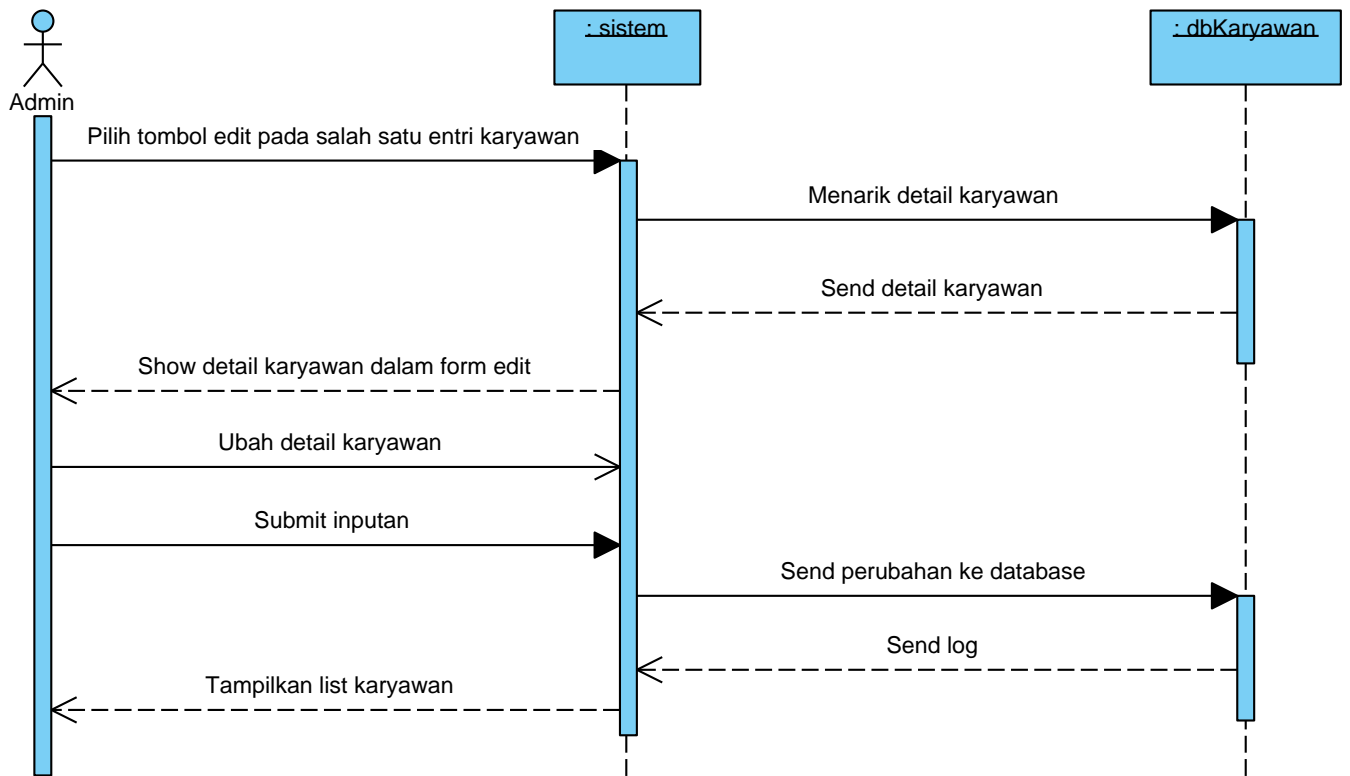 : sistem
: dbKaryawan
Admin
Pilih tombol edit pada salah satu entri karyawan
Menarik detail karyawan
Send detail karyawan
Show detail karyawan dalam form edit
Ubah detail karyawan
Submit inputan
Send perubahan ke database
Send log
Tampilkan list karyawan